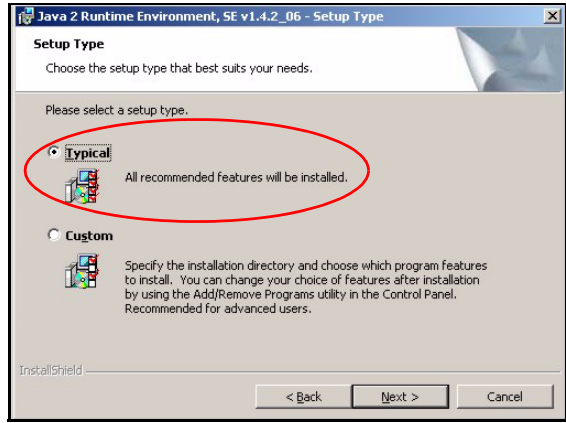 Java 2 Runtime Environment, SE v1.4.2_06 - Setup Type
Setup Type
Choose the setup type that best suits your needs.
Please select a setup type.
Typical
All recommended features will be installed.
Custom
Specify the installation directory and choose which program features
to install. You can change your choice of features after installation
by using the Add/Remove Programs utility in the Control Panel.
Recommended for advanced users.
InstallShield
< Back
Next >
Cancel